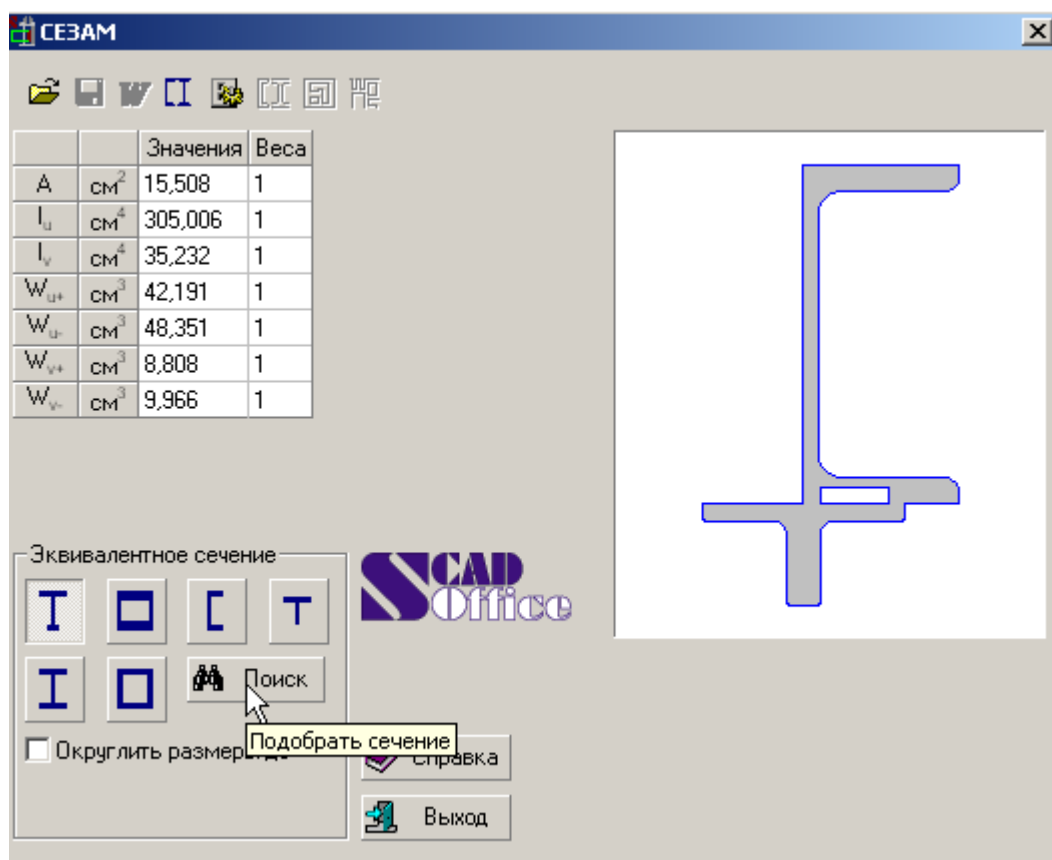 СЕЗАМ
Значения Веса
A см² 15,508 1
Iu см⁴ 305,006 1
Iv см⁴ 35,232 1
Wu+ см³ 42,191 1
Wu- см³ 48,351 1
Wv+ см³ 8,808 1
Wv- см³ 9,966 1
Эквивалентное сечение
SCAD
Office
Поиск
Подобрать сечение
Округлить
Справка
Выход